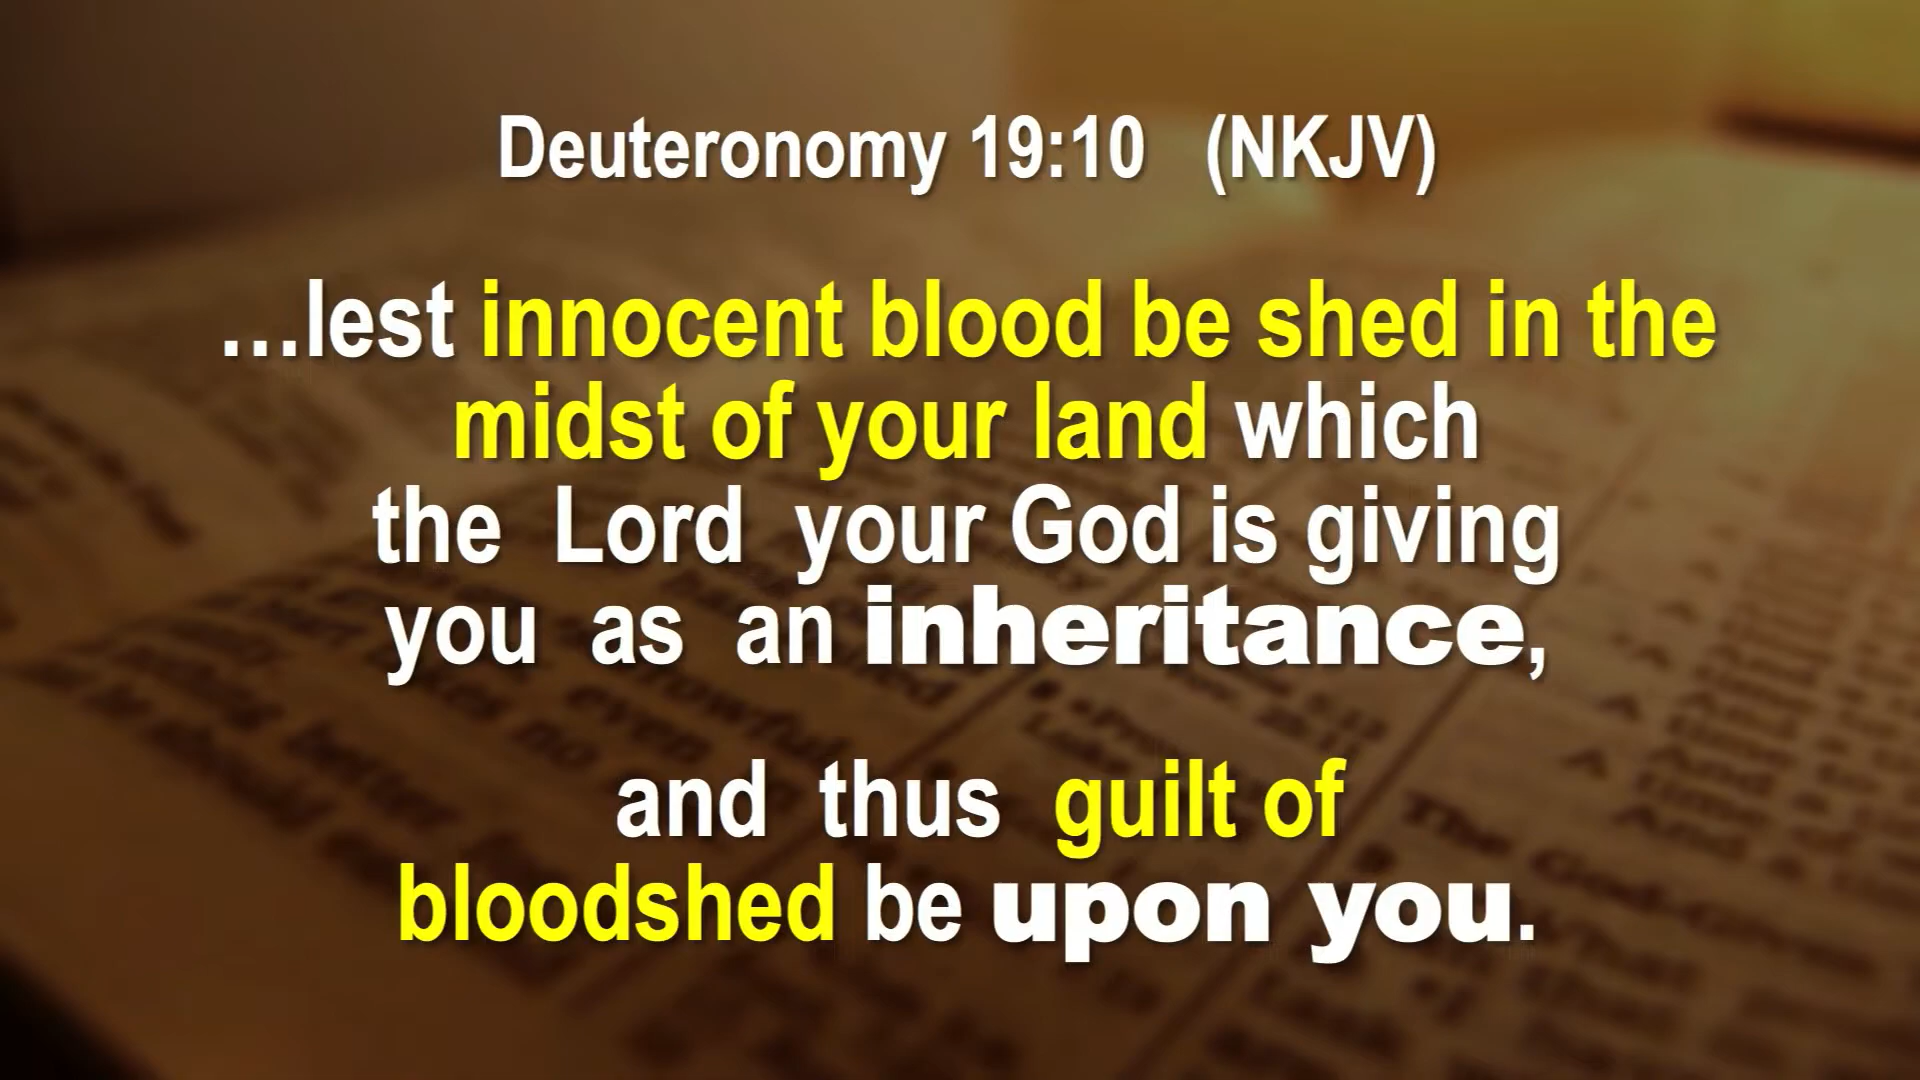 Deuteronomy 19:10 (NKJV)
…lest innocent blood be shed in the
midst of your land which
the Lord your God is giving
you as an inheritance,
and thus guilt of
bloodshed be upon you.